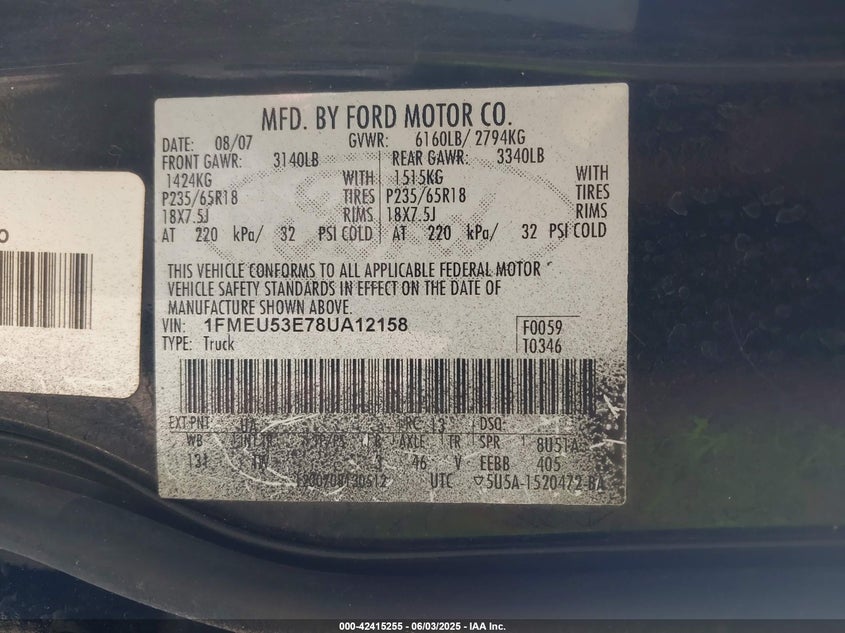 MFD. BY FORD MOTOR CO.
DATE: 08/07 GVWR: 6160LB/ 2794KG
FRONT GAWR: 3140LB REAR GAWR: 3340LB
1424KG WITH 1515KG WITH
P235/65R18 TIRES P235/65R18 TIRES
18X7.5J RIMS 18X7.5J RIMS
AT 220 kPa/ 32 PSI COLD AT 220 kPa/ 32 PSI COLD
THIS VEHICLE CONFORMS TO ALL APPLICABLE FEDERAL MOTOR
VEHICLE SAFETY STANDARDS IN EFFECT ON THE DATE OF
MANUFACTURE SHOWN ABOVE.
VIN: 1FMEU53E78UA12158 F0059
TYPE: Truck T0346
EXT PNT: UA RC: 13 DSO:
WB AXLE TR SPR 8U51A
131 46 V EEBB 405
UTC ▽5U5A-1520472-BA
000-42415255 - 06/03/2025 - IAA Inc.